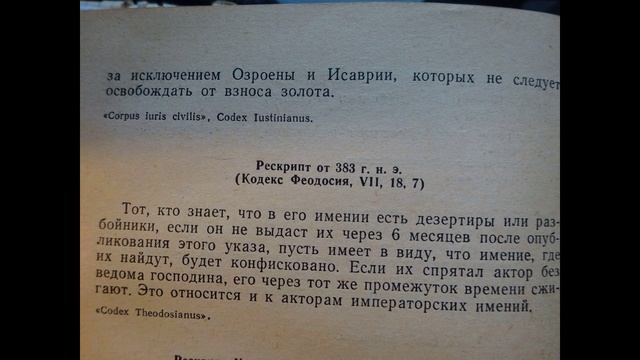 за исключением Озроены и Исаврии, которых не следует
освобождать от взноса золота.
«Corpus iuris civilis», Codex Iustinianus.
Рескрипт от 383 г. н. э.
(Кодекс Феодосия, VII, 18, 7)
Тот, кто знает, что в его имении есть дезертиры или раз-
бойники, если он не выдаст их через 6 месяцев после опуб-
ликования этого указа, пусть имеет в виду, что имение, где
их найдут, будет конфисковано. Если их спрятал актор без
ведома господина, его через тот же промежуток времени сжи-
гают. Это относится и к акторам императорских имений.
«Codex Theodosianus».